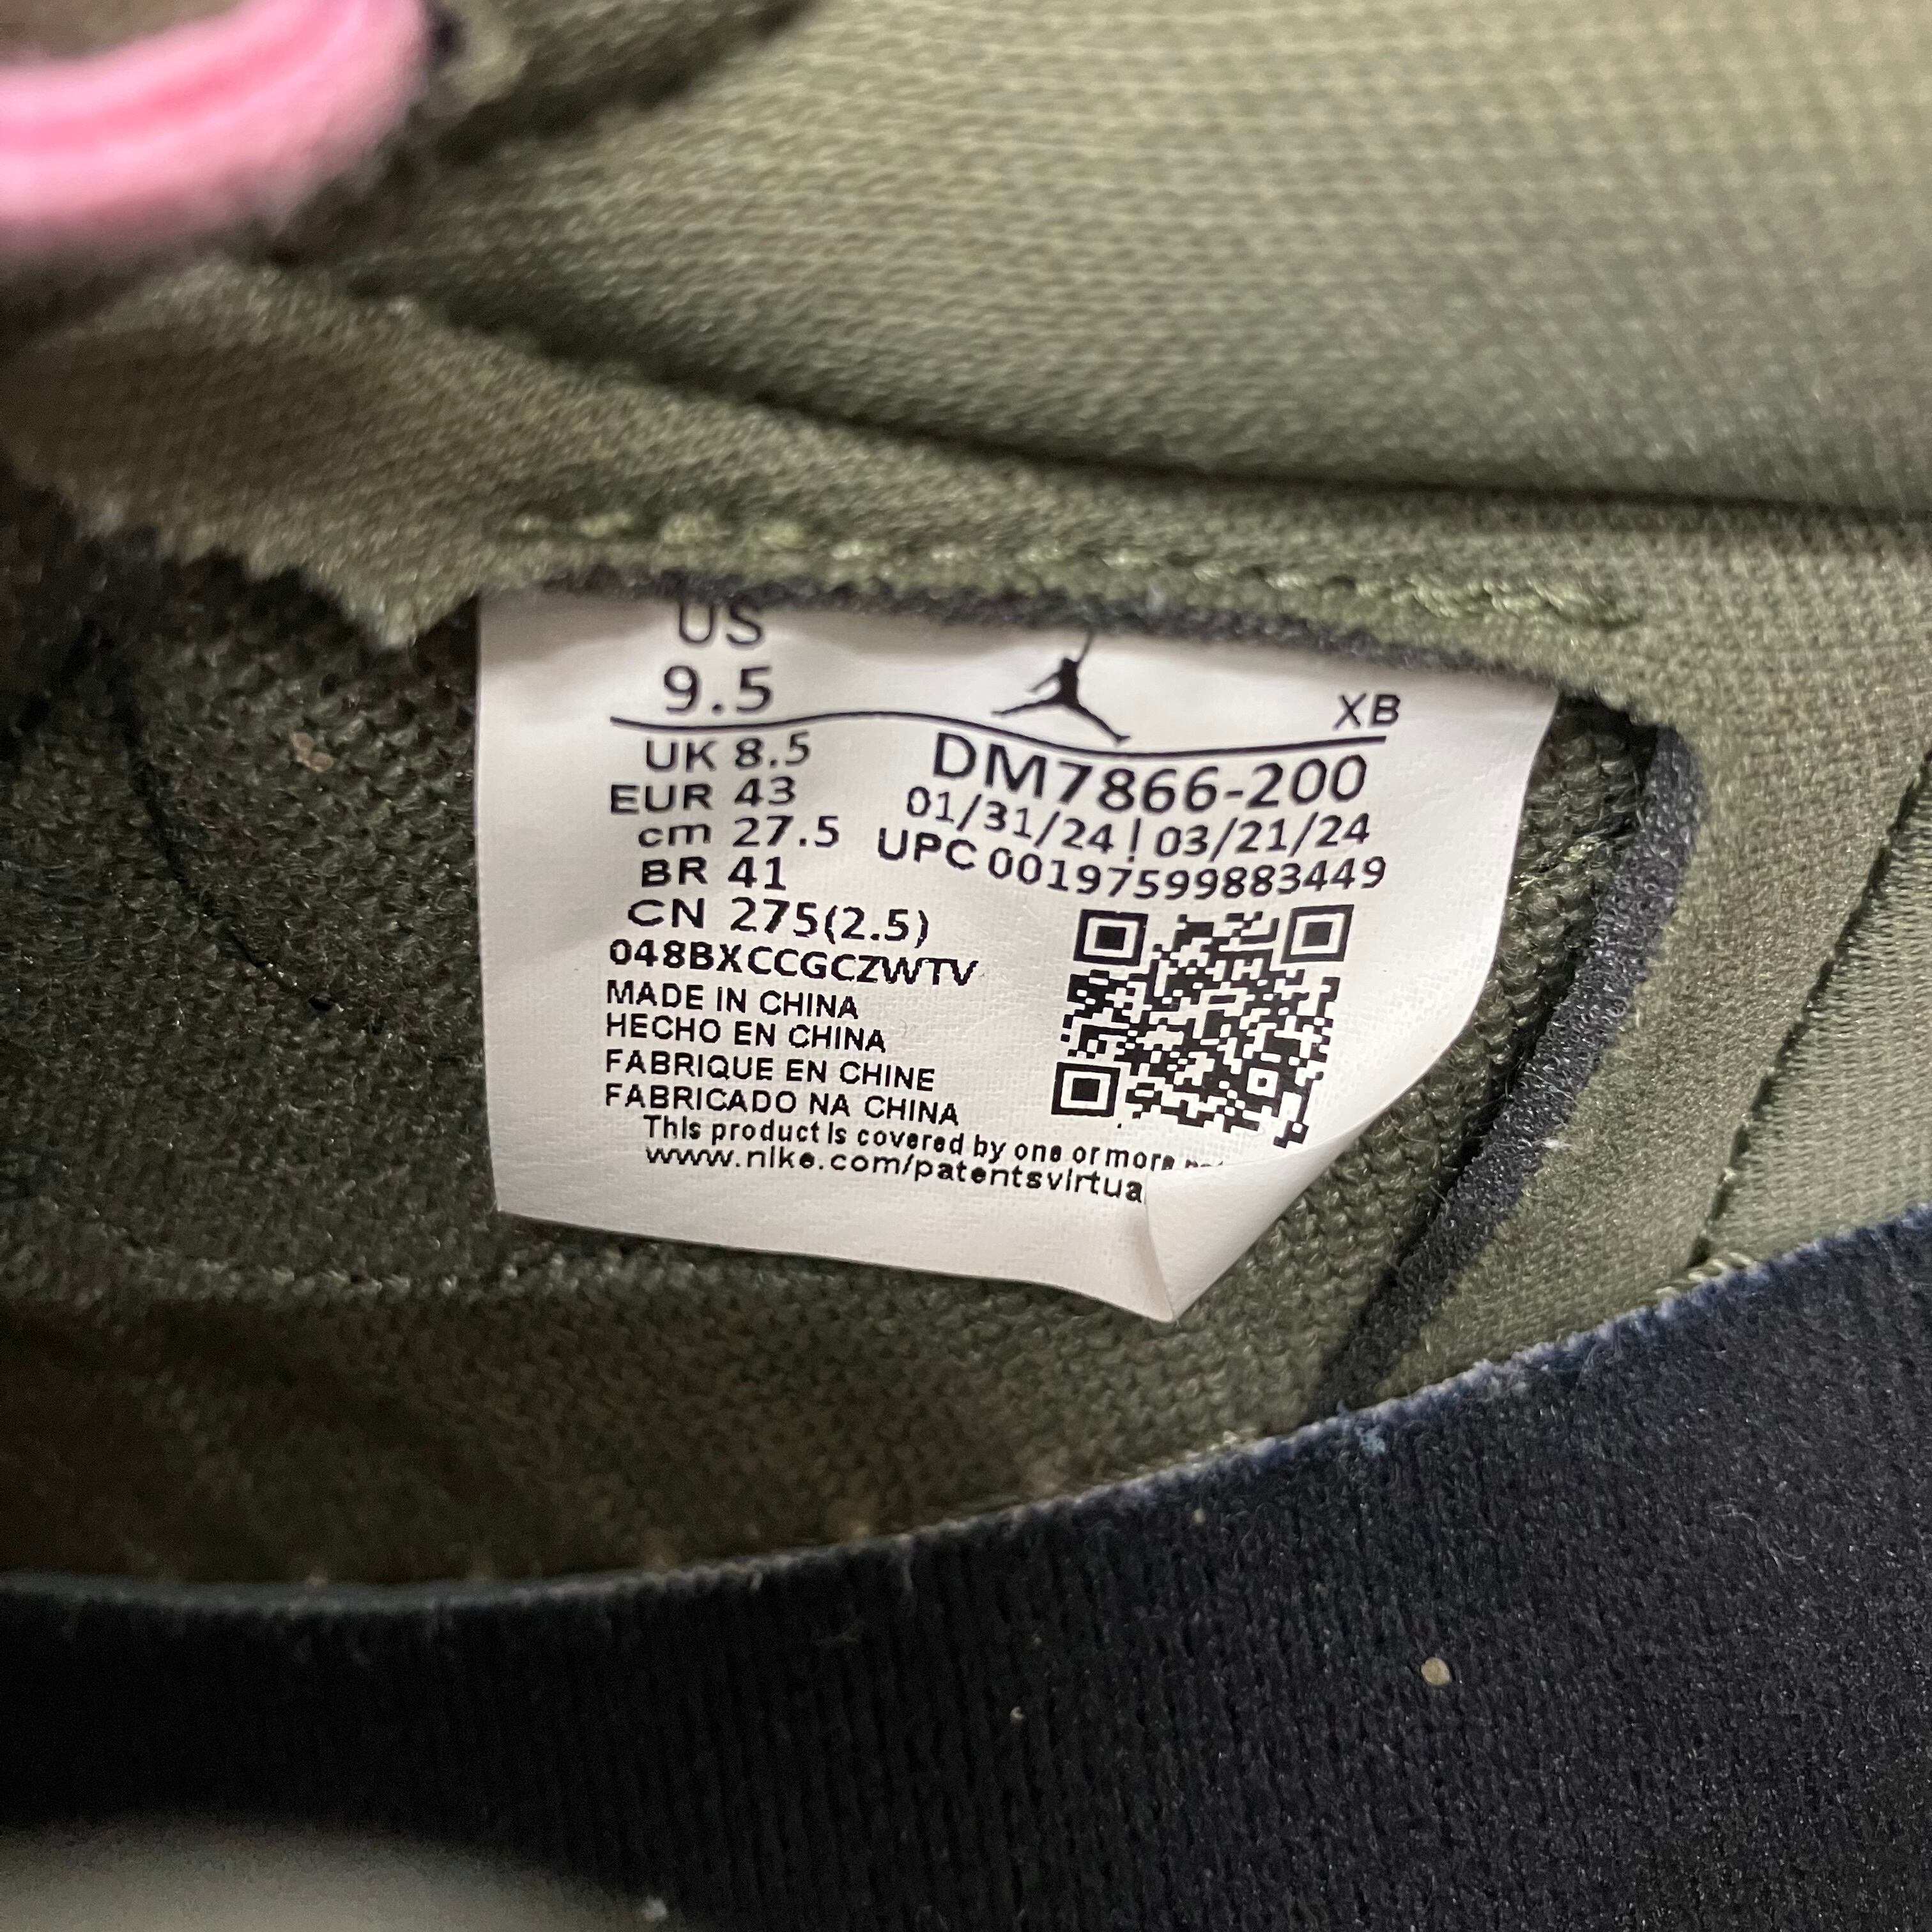 US
9.5
XB
UK 8.5
EUR 43
cm 27.5
BR 41
CN 275(2.5)
DM7866-200
01/31/24 | 03/21/24
UPC 00197599883449
048BXCCGCZWTV
MADE IN CHINA
HECHO EN CHINA
FABRIQUE EN CHINE
FABRICADO NA CHINA
This product is covered by one or more
www.nike.com/patentsvirtua